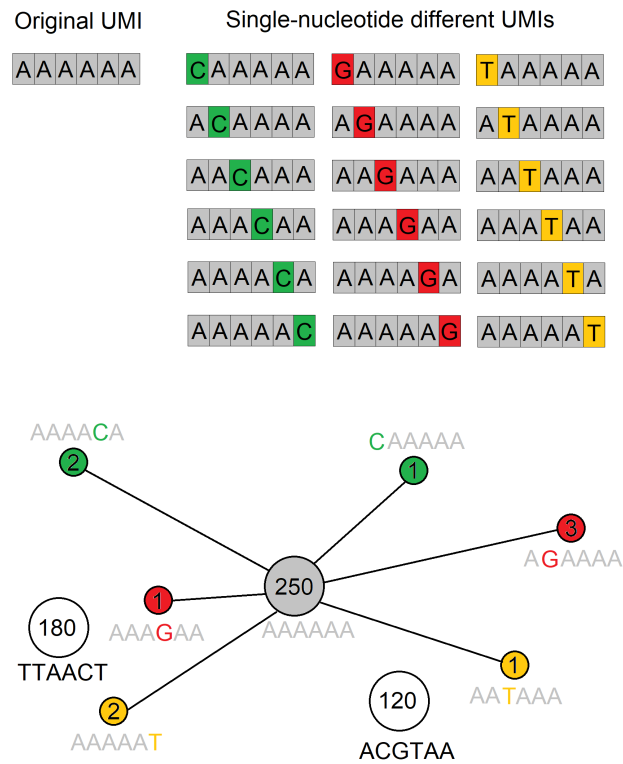 Original UMI
Single-nucleotide different UMIs
AAAAAA CAAAAA GAAAAA TAAAAA
ACAAAA AGAAAA ATAAAA
AACAAA AAGAAA AATAAA
AAACAA AAAGAA AAATAA
AAAACA AAAAGA AAAATA
AAAAAC AAAAAG AAAAAT
AAAACA
2
CAAAAA
1
3
AGAAAA
250
AAAAAA
1
AAAGAA
180
TTAACT
1
AATAAA
2
AAAAAT
120
ACGTAA